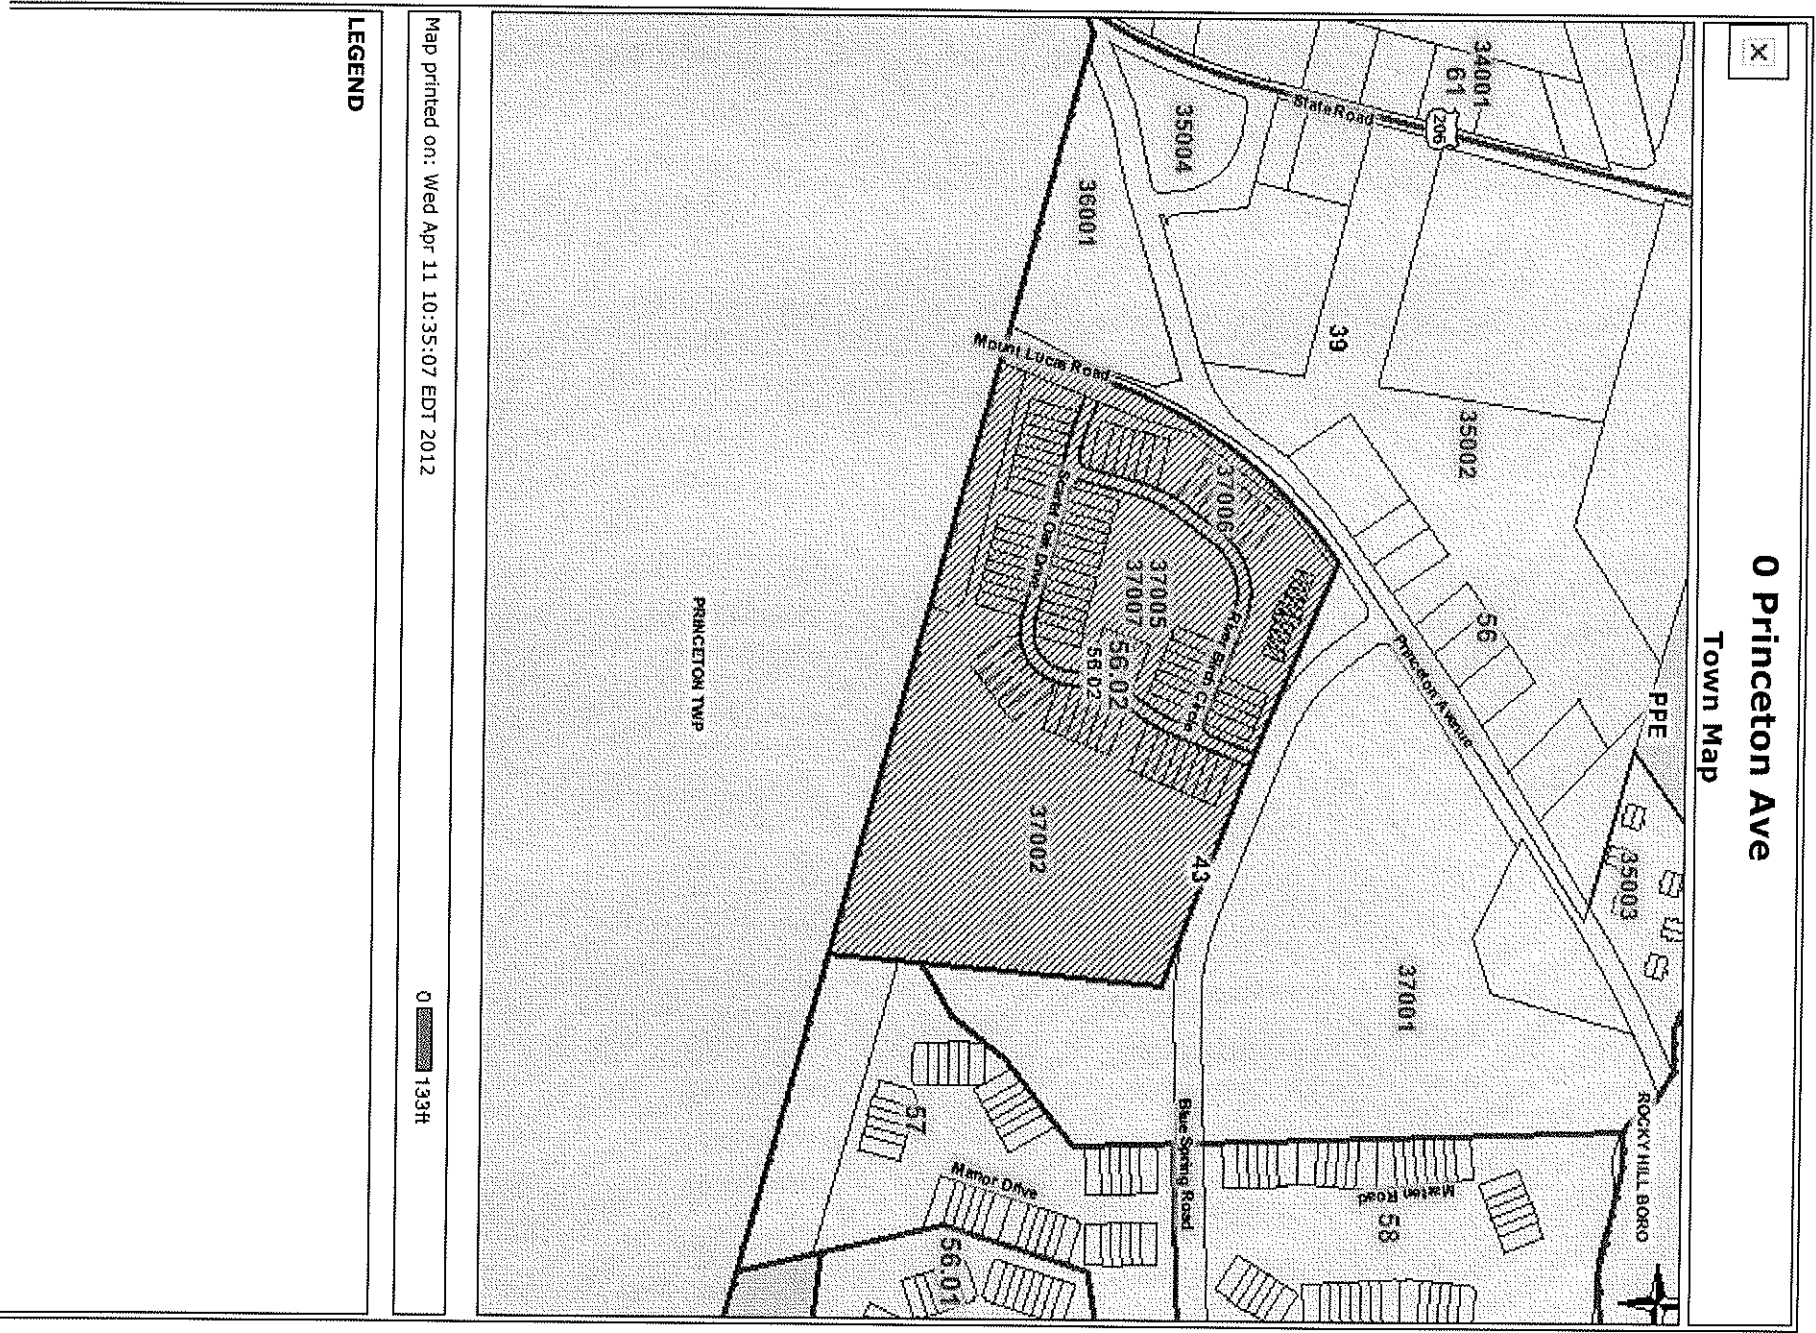 X
0 Princeton Ave
Town Map
34001
61
206
State Road
35004
36001
39
35002
Mount Lucas Road
37006
Scarlet Oak Drive
37005
37007
56.02
56.02
River Birch Circle
56
Princeton Avenue
PPE
35003
43
37002
37001
PRINCETON TWP
ROCKY HILL BORO
57
Manor Drive
Blue Spring Road
Marten Road
58
56.01
Map printed on: Wed Apr 11 10:35:07 EDT 2012
0 133ft
LEGEND